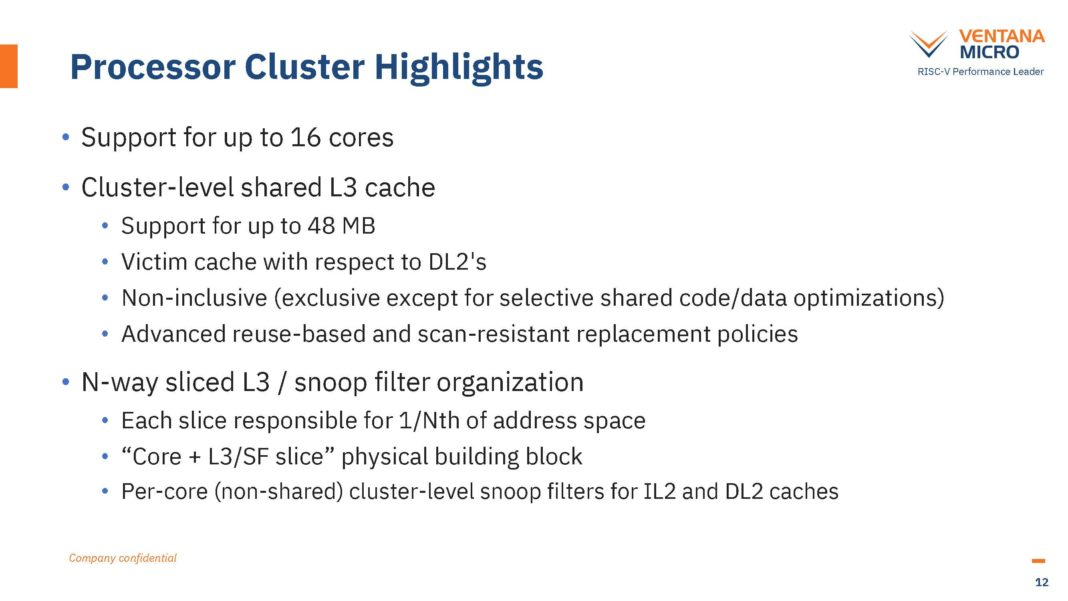 VENTANA
MICRO
RISC-V Performance Leader
Processor Cluster Highlights
• Support for up to 16 cores
• Cluster-level shared L3 cache
• Support for up to 48 MB
• Victim cache with respect to DL2's
• Non-inclusive (exclusive except for selective shared code/data optimizations)
• Advanced reuse-based and scan-resistant replacement policies
• N-way sliced L3 / snoop filter organization
• Each slice responsible for 1/Nth of address space
• “Core + L3/SF slice” physical building block
• Per-core (non-shared) cluster-level snoop filters for IL2 and DL2 caches
Company confidential
12